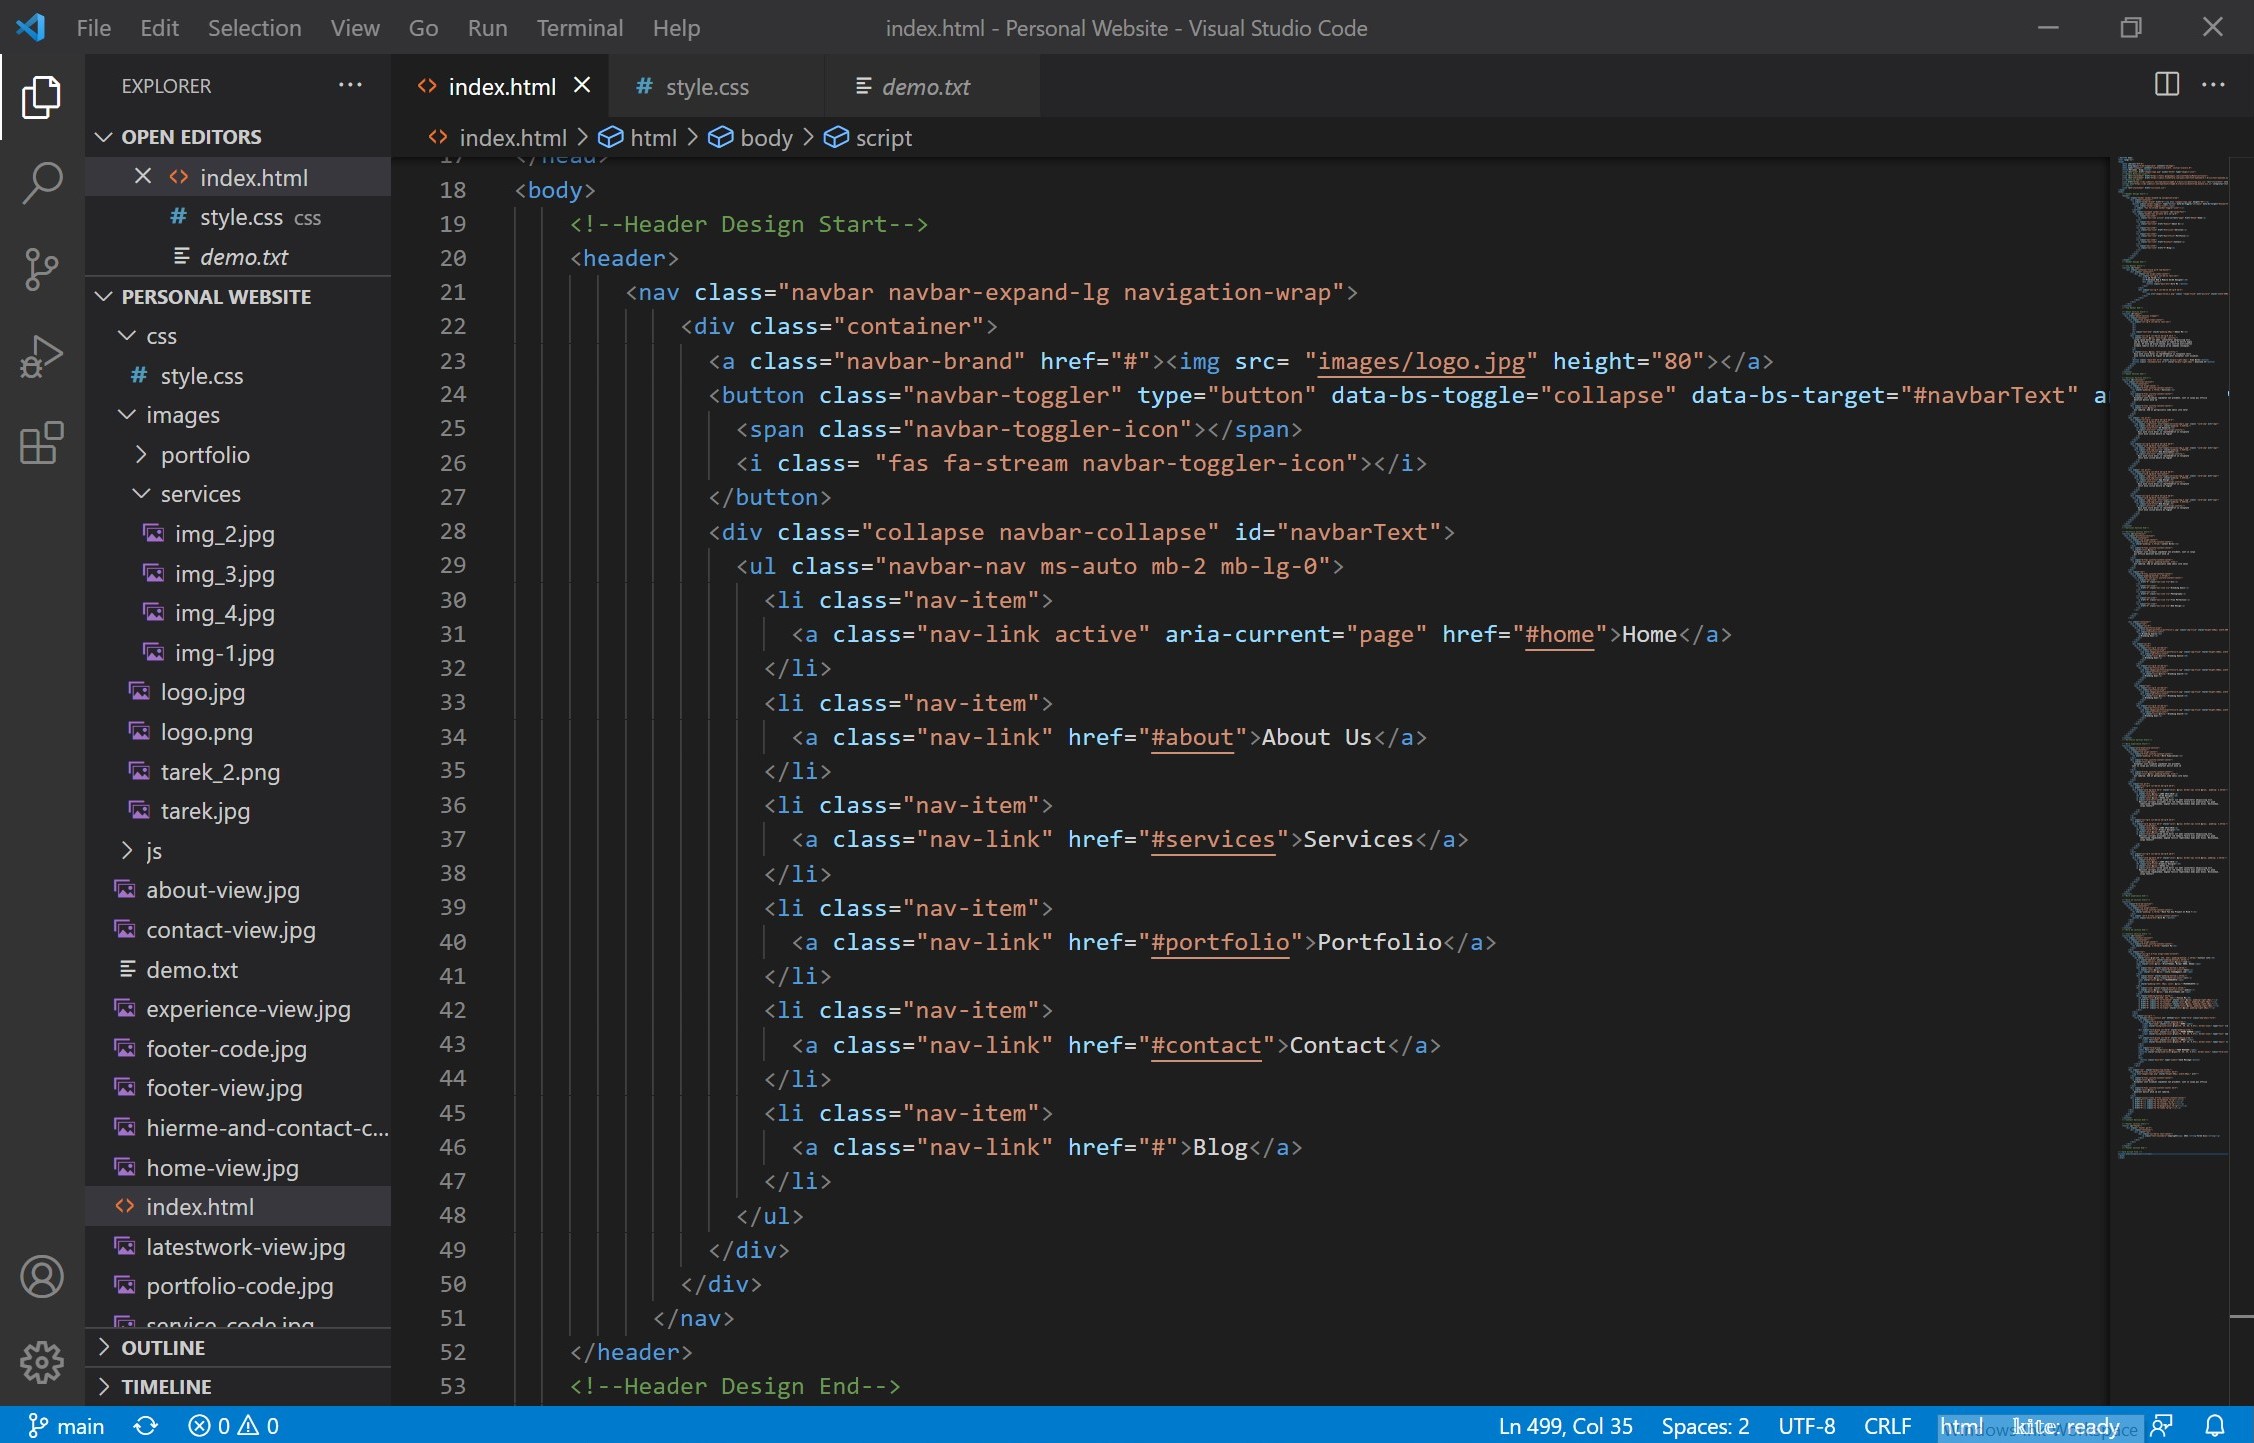 File Edit Selection View Go Run Terminal Help
index.html - Personal Website - Visual Studio Code
EXPLORER
OPEN EDITORS
index.html
style.css css
demo.txt
PERSONAL WEBSITE
css
style.css
images
portfolio
services
img_2.jpg
img_3.jpg
img_4.jpg
img-1.jpg
logo.jpg
logo.png
tarek_2.png
tarek.jpg
js
about-view.jpg
contact-view.jpg
demo.txt
experience-view.jpg
footer-code.jpg
footer-view.jpg
hierme-and-contact-c...
home-view.jpg
index.html
latestwork-view.jpg
portfolio-code.jpg
service-code.jpg
OUTLINE
TIMELINE
index.html
# style.css
demo.txt
index.html > html > body > script
17 </head>
18 <body>
19 <!--Header Design Start-->
20 <header>
21 <nav class="navbar navbar-expand-lg navigation-wrap">
22 <div class="container">
23 <a class="navbar-brand" href="#"><img src= "images/logo.jpg" height="80"></a>
24 <button class="navbar-toggler" type="button" data-bs-toggle="collapse" data-bs-target="#navbarText" a
25 <span class="navbar-toggler-icon"></span>
26 <i class= "fas fa-stream navbar-toggler-icon"></i>
27 </button>
28 <div class="collapse navbar-collapse" id="navbarText">
29 <ul class="navbar-nav ms-auto mb-2 mb-lg-0">
30 <li class="nav-item">
31 <a class="nav-link active" aria-current="page" href="#home">Home</a>
32 </li>
33 <li class="nav-item">
34 <a class="nav-link" href="#about">About Us</a>
35 </li>
36 <li class="nav-item">
37 <a class="nav-link" href="#services">Services</a>
38 </li>
39 <li class="nav-item">
40 <a class="nav-link" href="#portfolio">Portfolio</a>
41 </li>
42 <li class="nav-item">
43 <a class="nav-link" href="#contact">Contact</a>
44 </li>
45 <li class="nav-item">
46 <a class="nav-link" href="#">Blog</a>
47 </li>
48 </ul>
49 </div>
50 </div>
51 </nav>
52 </header>
53 <!--Header Design End-->
main 0 0
Ln 499, Col 35 Spaces: 2 UTF-8 CRLF html kite: ready